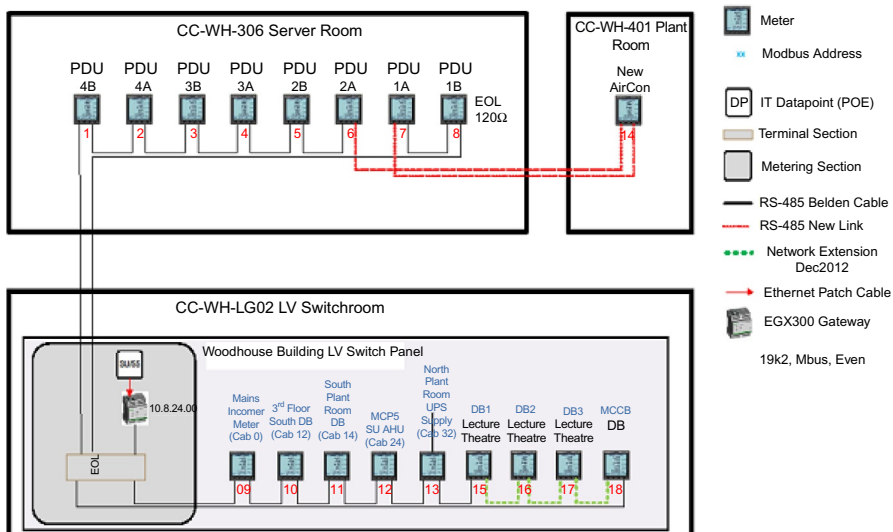 CC-WH-306 Server Room
PDU
4B
PDU
4A
PDU
3B
PDU
3A
PDU
2B
PDU
2A
PDU
1A
PDU
1B
EOL
120Ω
1
2
3
4
5
6
7
8
CC-WH-401 Plant
Room
New
AirCon
14
Meter
xx
Modbus Address
DP
IT Datapoint (POE)
Terminal Section
Metering Section
RS-485 Belden Cable
RS-485 New Link
Network Extension
Dec2012
Ethernet Patch Cable
EGX300 Gateway
19k2, Mbus, Even
CC-WH-LG02 LV Switchroom
Woodhouse Building LV Switch Panel
SU/55
10.8.24.00
EOL
Mains
Incomer
Meter
(Cab 0)
3rd Floor
South DB
(Cab 12)
South
Plant
Room
DB
(Cab 14)
MCP5
SU AHU
(Cab 24)
North
Plant
Room
UPS
Supply
(Cab 32)
DB1
Lecture
Theatre
DB2
Lecture
Theatre
DB3
Lecture
Theatre
MCCB
DB
09
10
11
12
13
15
16
17
18